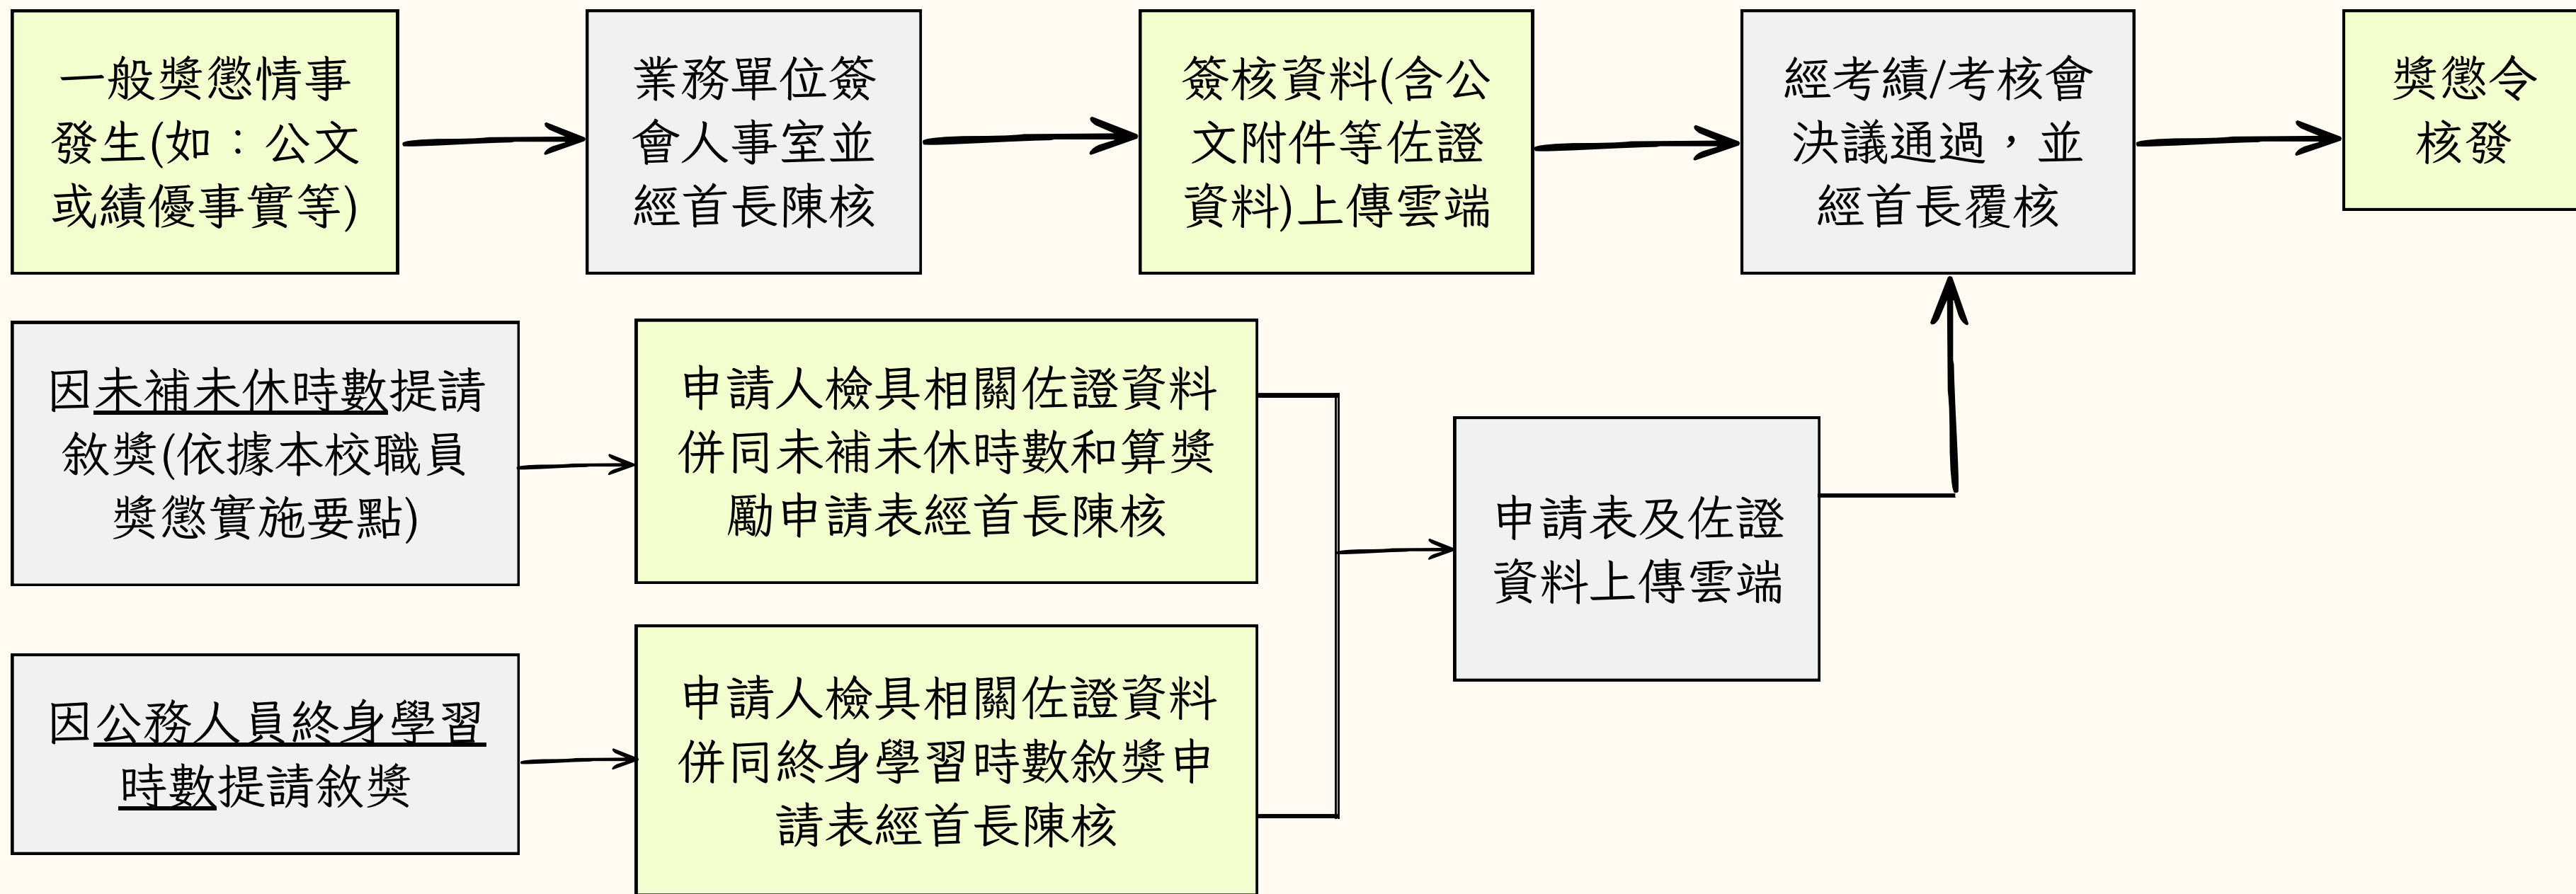 一般獎懲情事
發生(如：公文
或績優事實等)
業務單位簽
會人事室並
經首長陳核
簽核資料(含公
文附件等佐證
資料)上傳雲端
經考績/考核會
決議通過，並
經首長覆核
獎懲令
核發
因未補未休時數提請
敘獎(依據本校職員
獎懲實施要點)
申請人檢具相關佐證資料
併同未補未休時數和算獎
勵申請表經首長陳核
因公務人員終身學習
時數提請敘獎
申請人檢具相關佐證資料
併同終身學習時數敘獎申
請表經首長陳核
申請表及佐證
資料上傳雲端